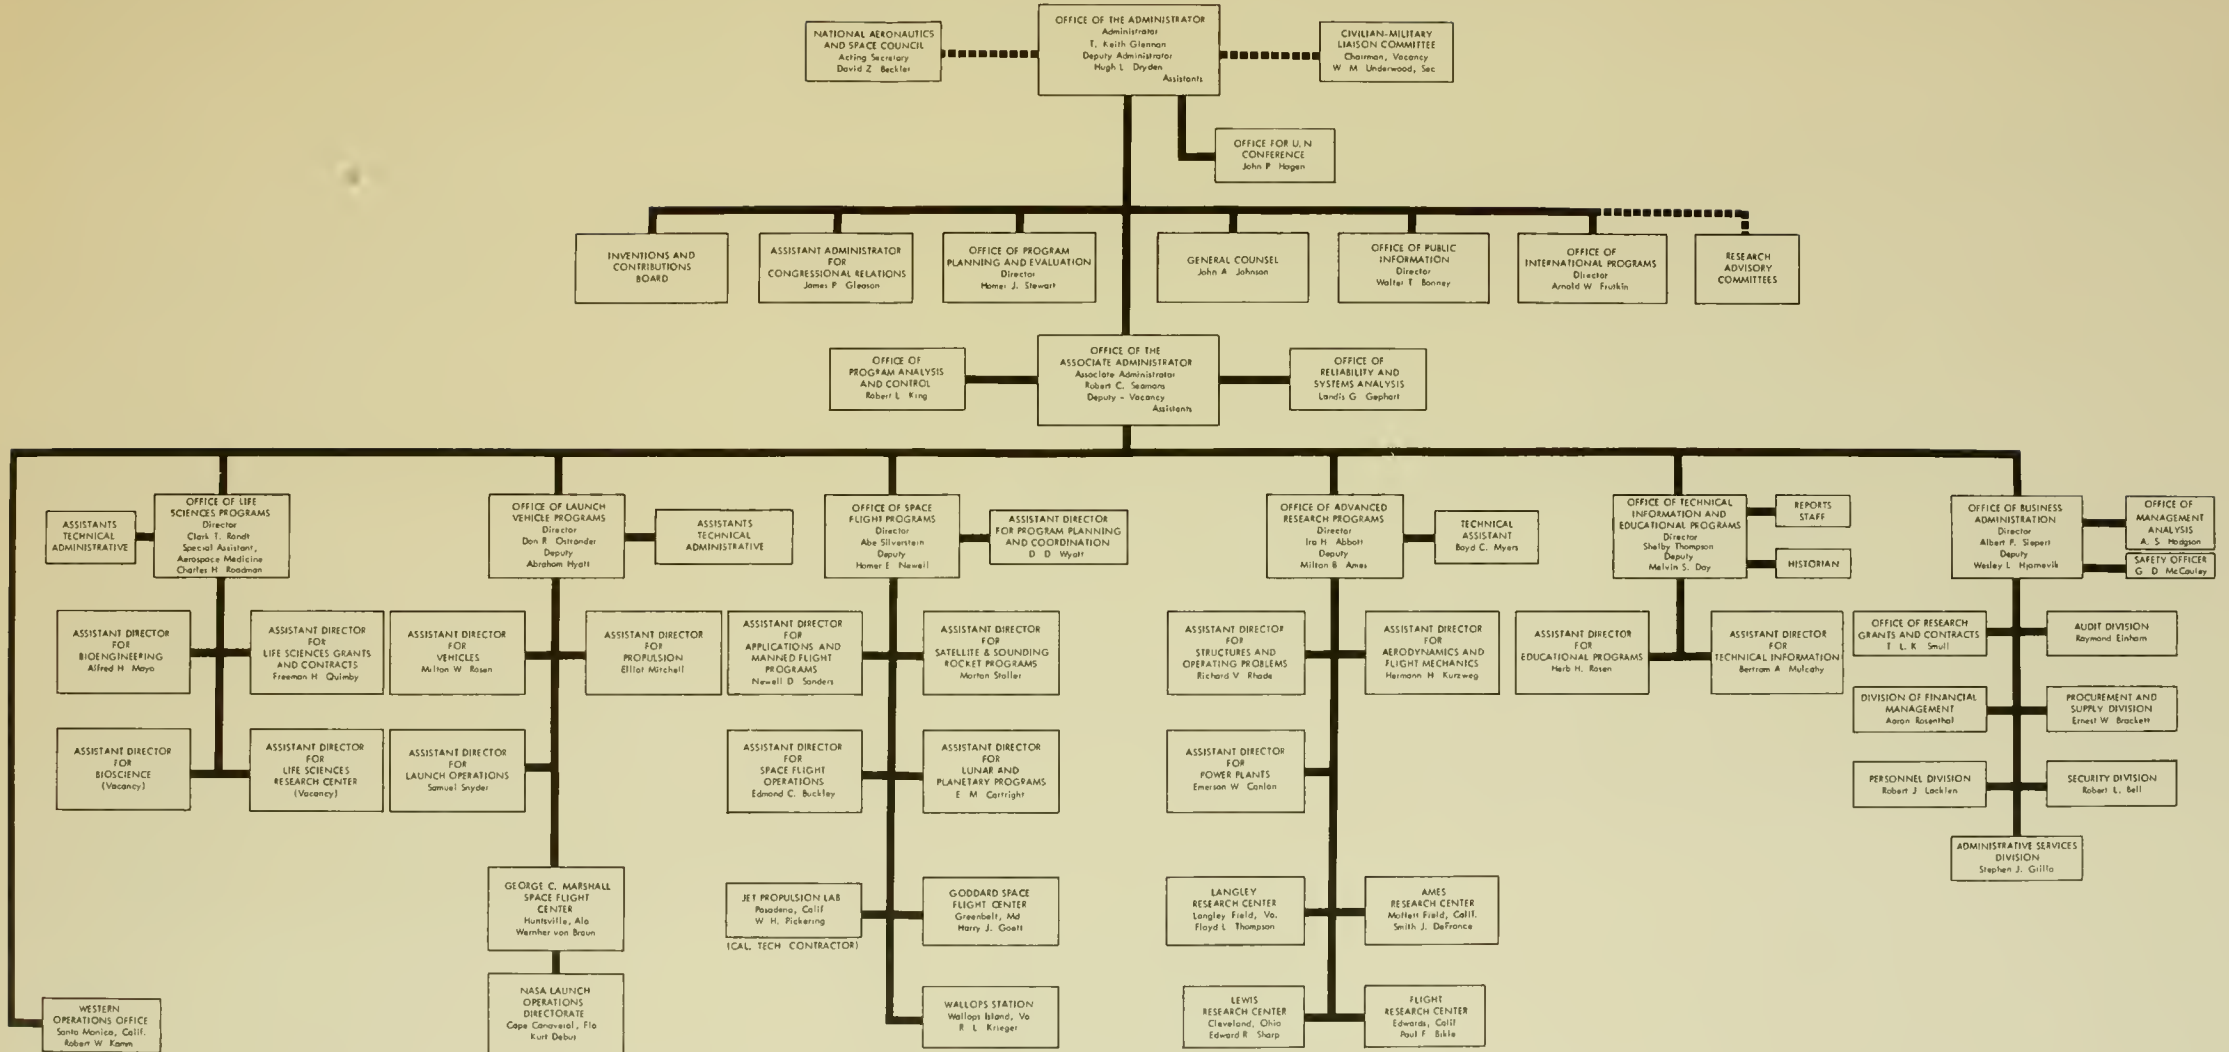 NATIONAL AERONAUTICS
AND SPACE COUNCIL
Acting Secretary
David Z Beckler
OFFICE OF THE ADMINISTRATOR
Administrator
T. Keith Glennan
Deputy Administrator
Hugh L Dryden
Assistants
CIVILIAN-MILITARY
LIAISON COMMITTEE
Chairman, Vacancy
W M Underwood, Sec
OFFICE FOR U. N
CONFERENCE
John P Hagen
INVENTIONS AND
CONTRIBUTIONS
BOARD
ASSISTANT ADMINISTRATOR
FOR
CONGRESSIONAL RELATIONS
James P Gleason
OFFICE OF PROGRAM
PLANNING AND EVALUATION
Director
Homer J. Stewart
GENERAL COUNSEL
John A Johnson
OFFICE OF PUBLIC
INFORMATION
Director
Walter T Bonney
OFFICE OF
INTERNATIONAL PROGRAMS
Director
Arnold W Frutkin
RESEARCH
ADVISORY
COMMITTEES
OFFICE OF
PROGRAM ANALYSIS
AND CONTROL
Robert L King
OFFICE OF THE
ASSOCIATE ADMINISTRATOR
Associate Administrator
Robert C. Seamans
Deputy - Vacancy
Assistants
OFFICE OF
RELIABILITY AND
SYSTEMS ANALYSIS
Landis G Gephart
ASSISTANTS
TECHNICAL
ADMINISTRATIVE
OFFICE OF LIFE
SCIENCES PROGRAMS
Director
Clark T. Randt
Special Assistant,
Aerospace Medicine
Charles H Roadman
OFFICE OF LAUNCH
VEHICLE PROGRAMS
Director
Don R Ostrander
Deputy
Abraham Hyatt
ASSISTANTS
TECHNICAL
ADMINISTRATIVE
OFFICE OF SPACE
FLIGHT PROGRAMS
Director
Abe Silverstein
Deputy
Homer E Newell
ASSISTANT DIRECTOR
FOR PROGRAM PLANNING
AND COORDINATION
D D Wyatt
OFFICE OF ADVANCED
RESEARCH PROGRAMS
Director
Ira H Abbott
Deputy
Milton B Ames
TECHNICAL
ASSISTANT
Boyd C. Myers
OFFICE OF TECHNICAL
INFORMATION AND
EDUCATIONAL PROGRAMS
Director
Shelby Thompson
Deputy
Melvin S. Day
REPORTS
STAFF
HISTORIAN
OFFICE OF BUSINESS
ADMINISTRATION
Director
Albert F. Siepert
Deputy
Wesley L Hjornevik
OFFICE OF
MANAGEMENT
ANALYSIS
A. S Hodgson
SAFETY OFFICER
G D McCauley
ASSISTANT DIRECTOR
FOR
BIOENGINEERING
Alfred H Mayo
ASSISTANT DIRECTOR
FOR
LIFE SCIENCES GRANTS
AND CONTRACTS
Freeman H Quimby
ASSISTANT DIRECTOR
FOR
VEHICLES
Milton W Rosen
ASSISTANT DIRECTOR
FOR
PROPULSION
Elliot Mitchell
ASSISTANT DIRECTOR
FOR
APPLICATIONS AND
MANNED FLIGHT
PROGRAMS
Newell D Sanders
ASSISTANT DIRECTOR
FOR
SATELLITE & SOUNDING
ROCKET PROGRAMS
Morton Stoller
ASSISTANT DIRECTOR
FOR
STRUCTURES AND
OPERATING PROBLEMS
Richard V Rhode
ASSISTANT DIRECTOR
FOR
AERODYNAMICS AND
FLIGHT MECHANICS
Hermann H Kurzweg
ASSISTANT DIRECTOR
FOR
EDUCATIONAL PROGRAMS
Herb H. Rosen
ASSISTANT DIRECTOR
FOR
TECHNICAL INFORMATION
Bertram A Mulcahy
OFFICE OF RESEARCH
GRANTS AND CONTRACTS
T L K Smull
AUDIT DIVISION
Raymond Einhorn
DIVISION OF FINANCIAL
MANAGEMENT
Aaron Rosenthal
PROCUREMENT AND
SUPPLY DIVISION
Ernest W Brackett
ASSISTANT DIRECTOR
FOR
BIOSCIENCE
(Vacancy)
ASSISTANT DIRECTOR
FOR
LIFE SCIENCES
RESEARCH CENTER
(Vacancy)
ASSISTANT DIRECTOR
FOR
LAUNCH OPERATIONS
Samuel Snyder
ASSISTANT DIRECTOR
FOR
SPACE FLIGHT
OPERATIONS
Edmond C. Buckley
ASSISTANT DIRECTOR
FOR
LUNAR AND
PLANETARY PROGRAMS
E M Cortright
ASSISTANT DIRECTOR
FOR
POWER PLANTS
Emerson W Conlon
PERSONNEL DIVISION
Robert J Lacklen
SECURITY DIVISION
Robert L. Bell
ADMINISTRATIVE SERVICES
DIVISION
Stephen J. Grillo
GEORGE C. MARSHALL
SPACE FLIGHT
CENTER
Huntsville, Ala
Wernher von Braun
JET PROPULSION LAB
Pasadena, Calif
W H. Pickering
(CAL. TECH CONTRACTOR)
GODDARD SPACE
FLIGHT CENTER
Greenbelt, Md
Harry J. Goett
LANGLEY
RESEARCH CENTER
Langley Field, Va.
Floyd L Thompson
AMES
RESEARCH CENTER
Moffett Field, Calif.
Smith J. DeFrance
WESTERN
OPERATIONS OFFICE
Santa Monica, Calif.
Robert W Kamm
NASA LAUNCH
OPERATIONS
DIRECTORATE
Cape Canaveral, Fla
Kurt Debus
WALLOPS STATION
Wallops Island, Va
R L Krieger
LEWIS
RESEARCH CENTER
Cleveland, Ohio
Edward R Sharp
FLIGHT
RESEARCH CENTER
Edwards, Calif
Paul F Bikle